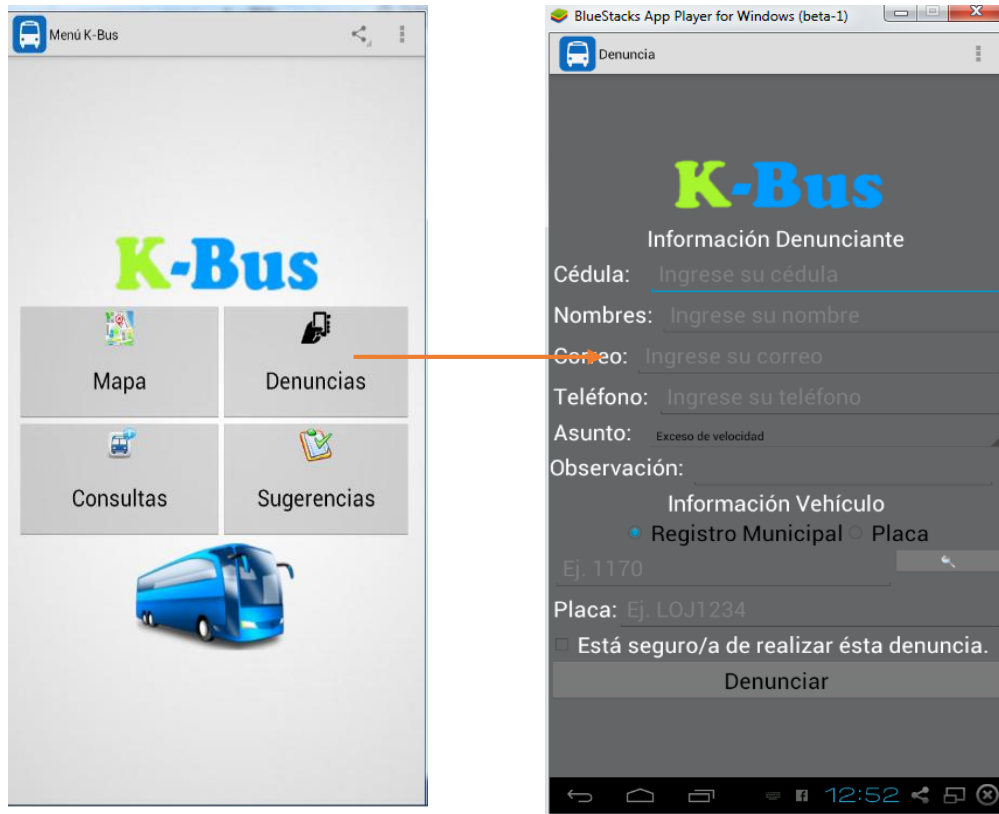 Menú K-Bus
K-Bus
Mapa
Denuncias
Consultas
Sugerencias
BlueStacks App Player for Windows (beta-1)
Denuncia
K-Bus
Información Denunciante
Cédula: Ingrese su cédula
Nombres: Ingrese su nombre
Correo: Ingrese su correo
Teléfono: Ingrese su teléfono
Asunto: Exceso de velocidad
Observación:
Información Vehículo
Registro Municipal Placa
Ej. 1170
Placa: Ej. LOJ1234
Está seguro/a de realizar ésta denuncia.
Denunciar
12:52